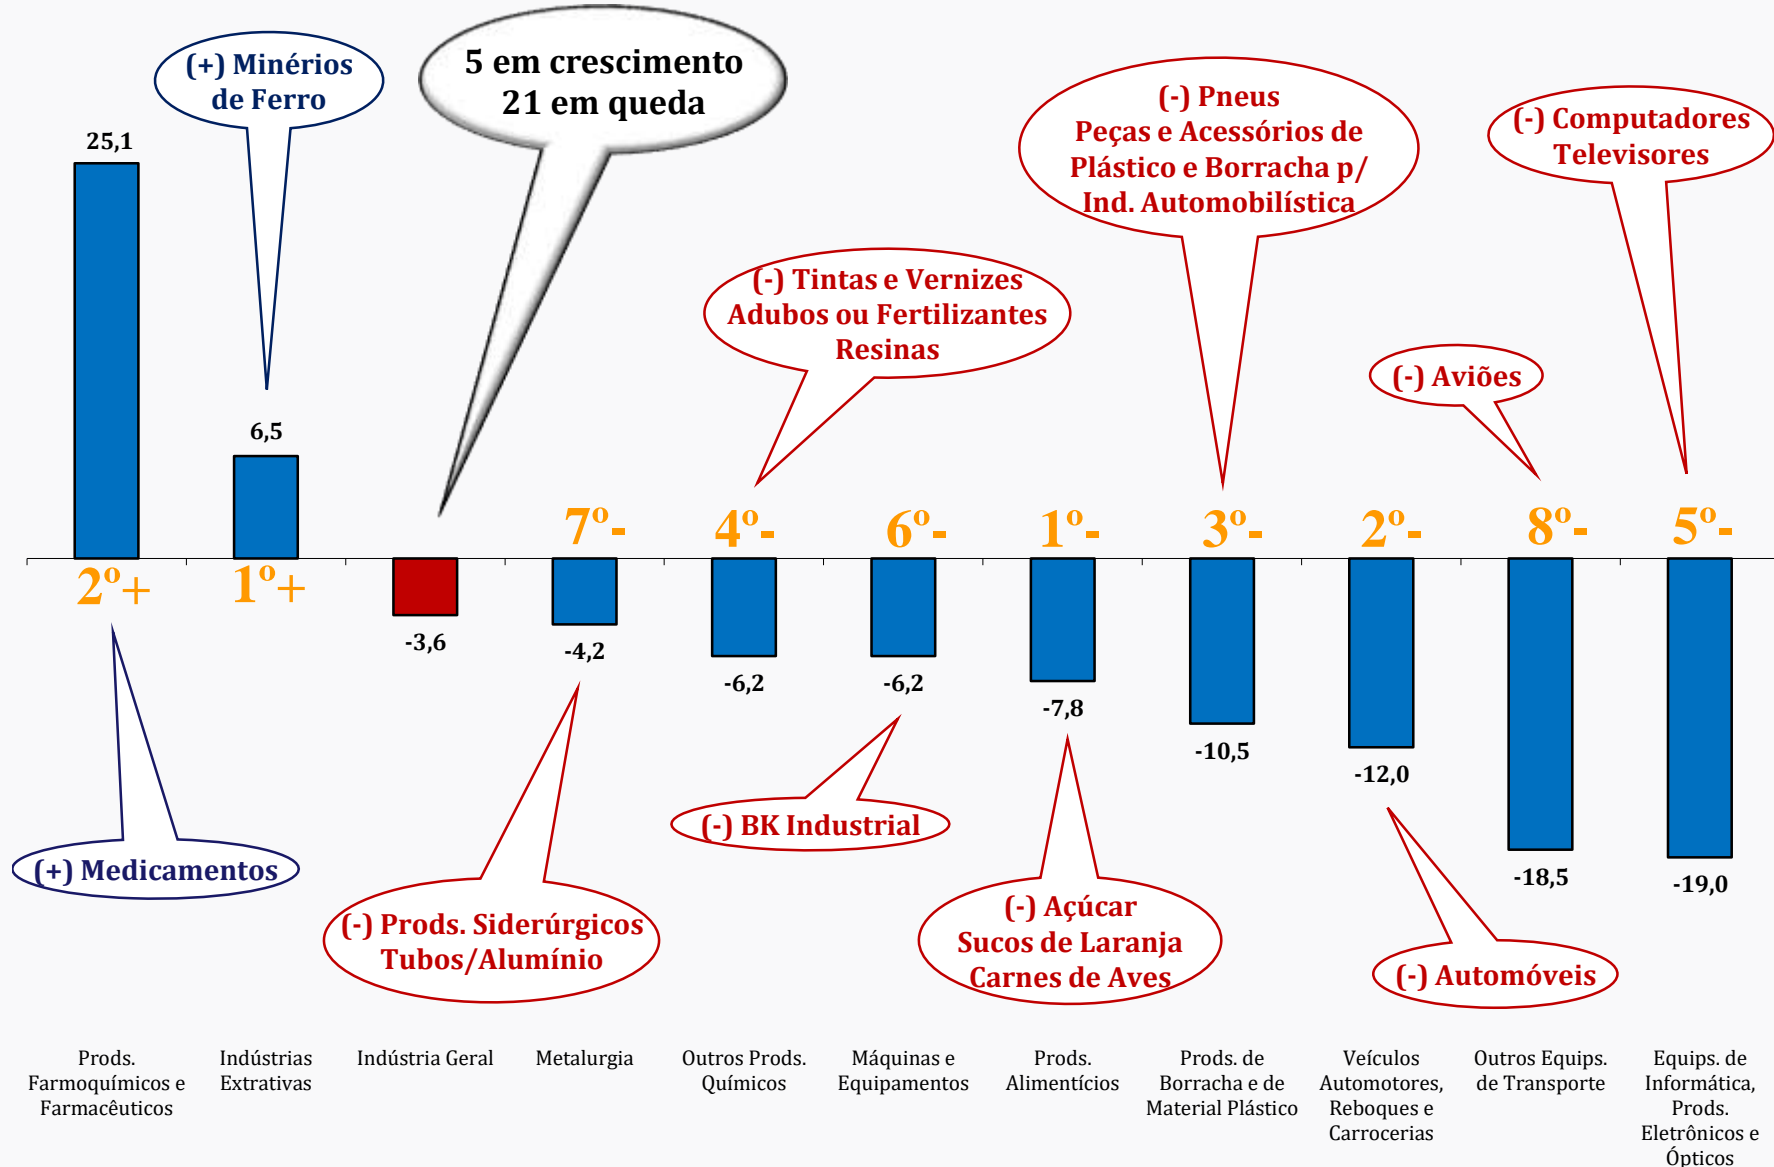 (+) Minérios
de Ferro
5 em crescimento
21 em queda
(-) Pneus
Peças e Acessórios de
Plástico e Borracha p/
Ind. Automobilística
(-) Computadores
Televisores
25,1
(-) Tintas e Vernizes
Adubos ou Fertilizantes
Resinas
(-) Aviões
6,5
7º-
4º-
6º-
1º-
3º-
2º-
8º-
5º-
2º+
1º+
-3,6
-4,2
-6,2
-6,2
-7,8
-10,5
-12,0
-18,5
-19,0
(-) BK Industrial
(+) Medicamentos
(-) Prods. Siderúrgicos
Tubos/Alumínio
(-) Açúcar
Sucos de Laranja
Carnes de Aves
(-) Automóveis
Prods.
Farmoquímicos e
Farmacêuticos
Indústrias
Extrativas
Indústria Geral
Metalurgia
Outros Prods.
Químicos
Máquinas e
Equipamentos
Prods.
Alimentícios
Prods. de
Borracha e de
Material Plástico
Veículos
Automotores,
Reboques e
Carrocerias
Outros Equips.
de Transporte
Equips. de
Informática,
Prods.
Eletrônicos e
Ópticos